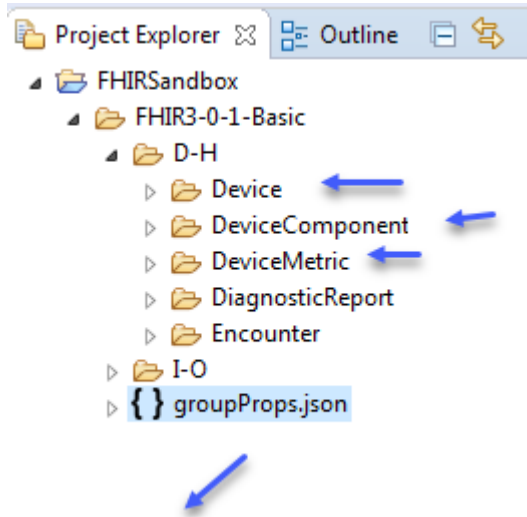 Project Explorer Outline
FHIRSandbox
FHIR3-0-1-Basic
D-H
Device
DeviceComponent
DeviceMetric
DiagnosticReport
Encounter
I-O
{ } groupProps.json